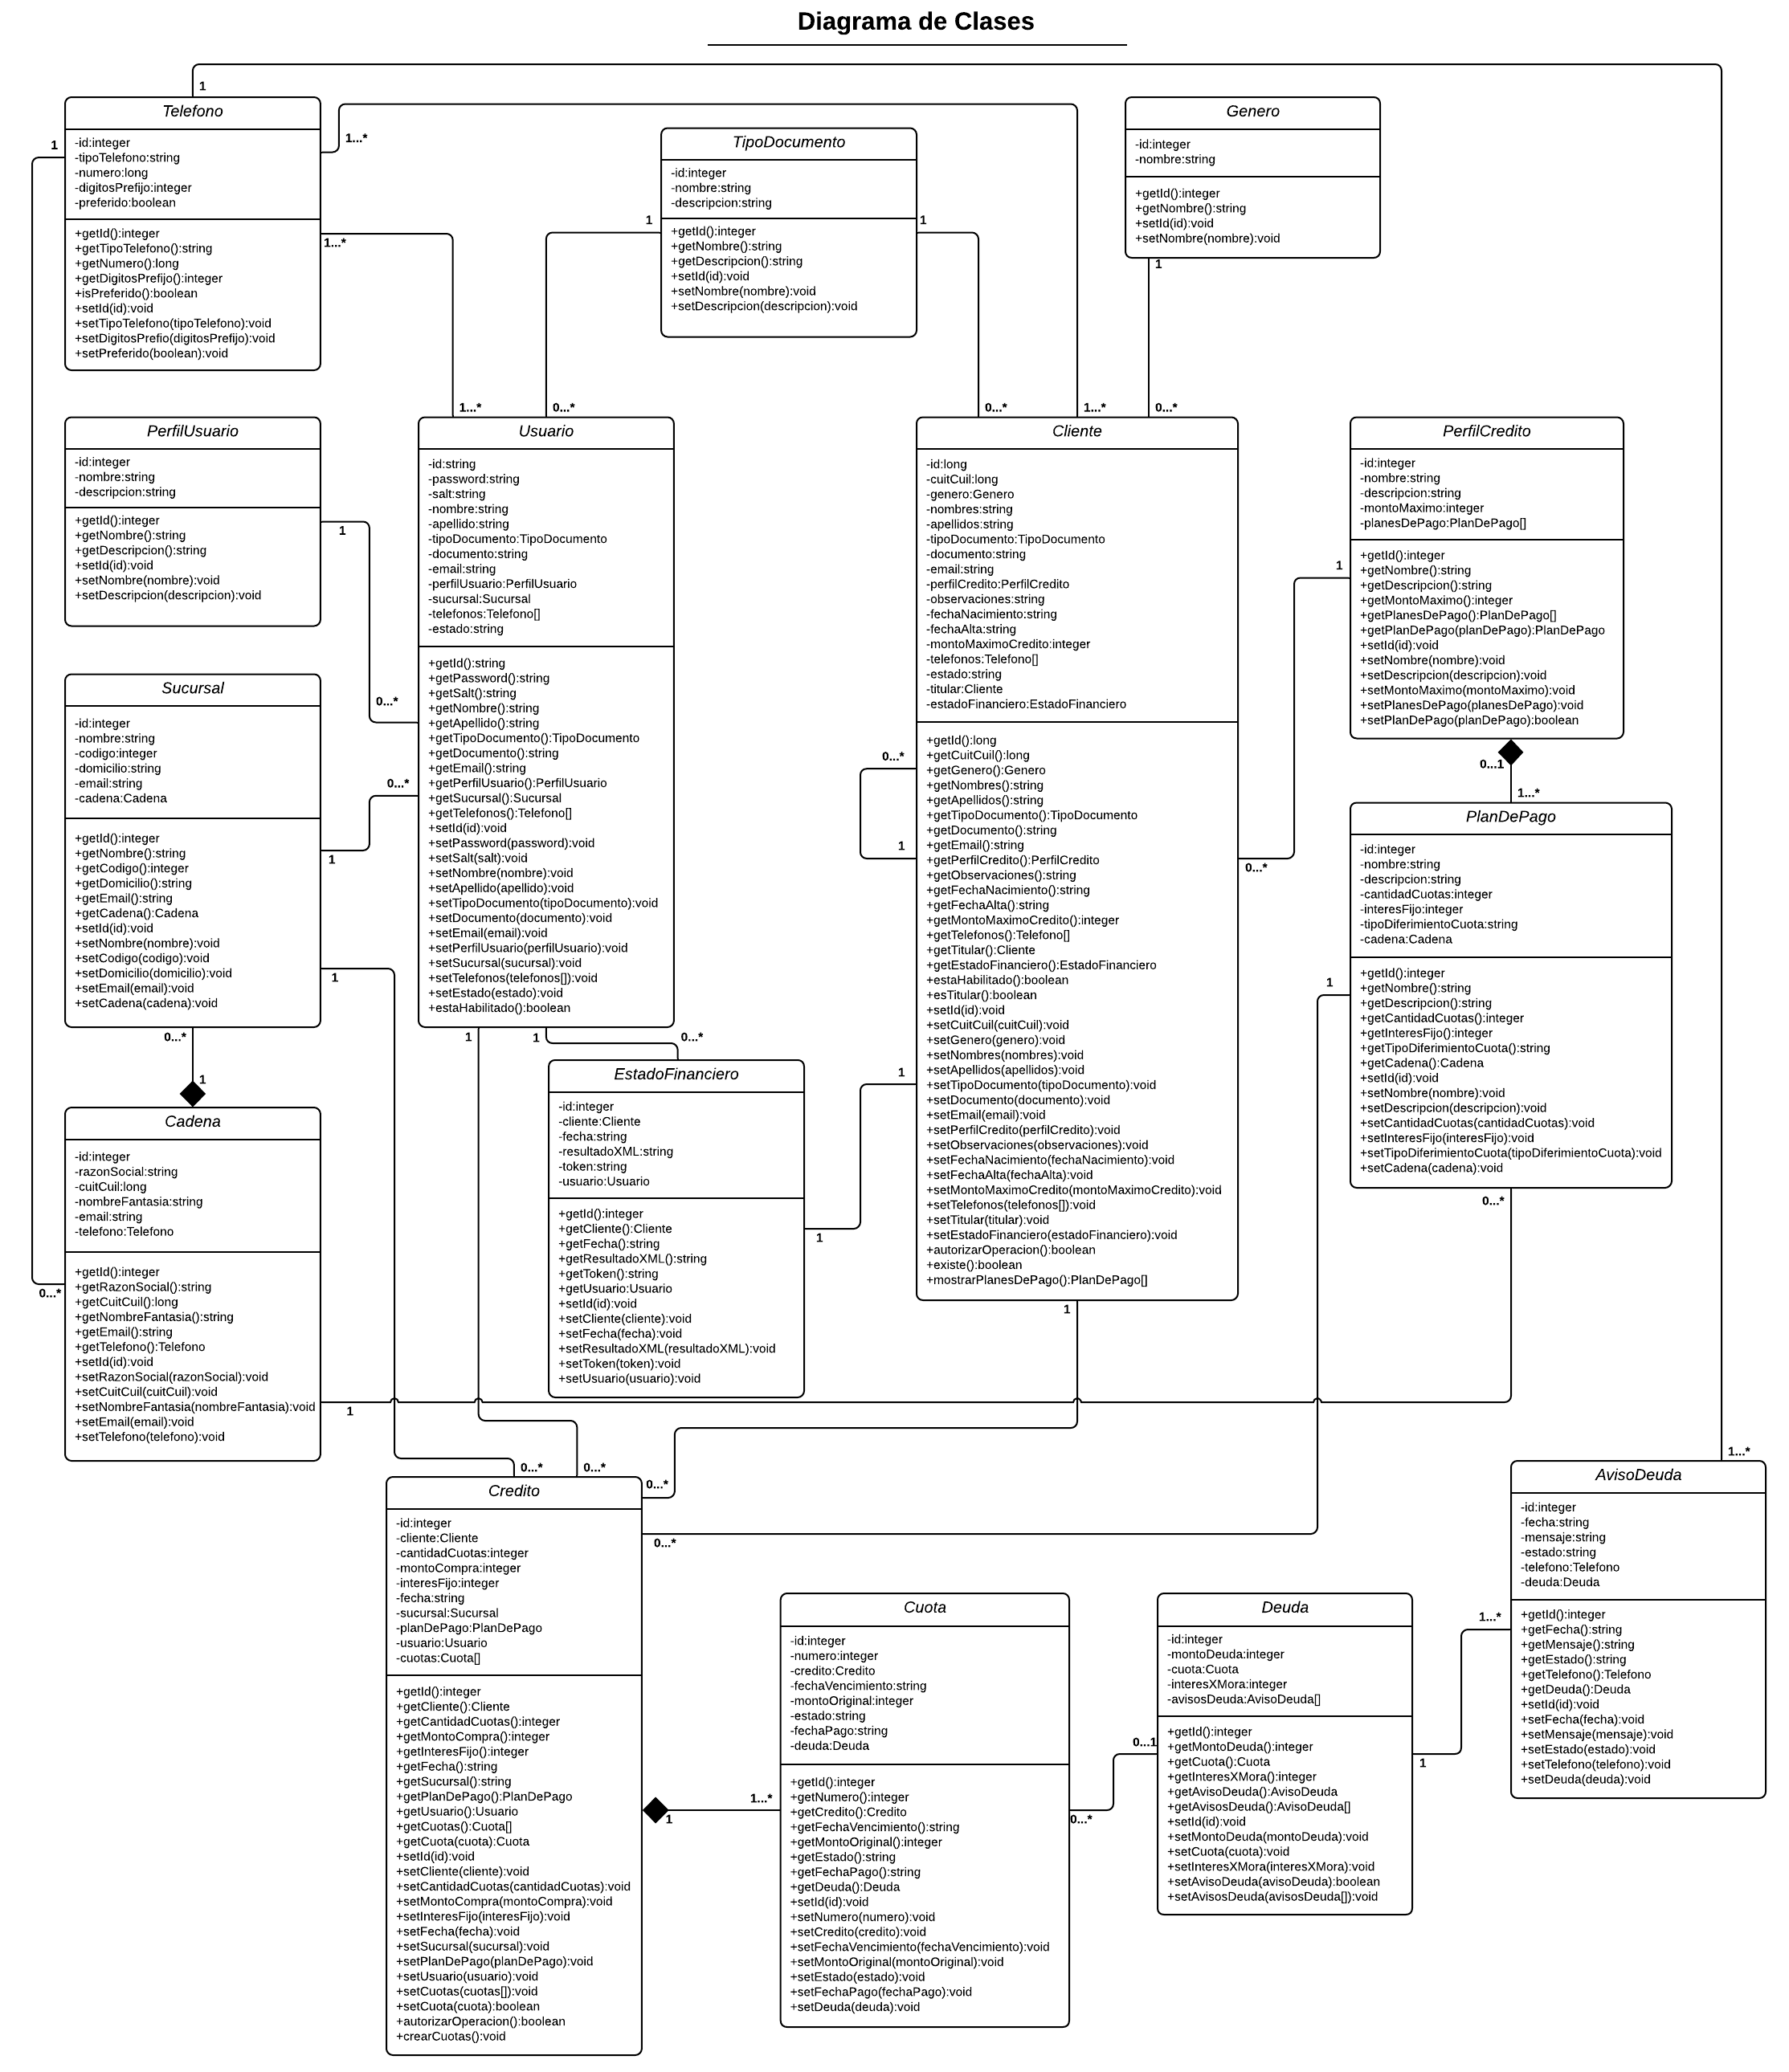 Diagrama de Clases
1
Telefono
-id:integer
-tipoTelefono:string
-numero:long
-digitosPrefijo:integer
-preferido:boolean
+getId():integer
+getTipoTelefono():string
+getNumero():long
+getDigitosPrefijo():integer
+isPreferido():boolean
+setId(id):void
+setTipoTelefono(tipoTelefono):void
+setDigitosPrefio(digitosPrefijo):void
+setPreferido(boolean):void
1
1...*
1...*
TipoDocumento
-id:integer
-nombre:string
-descripcion:string
+getId():integer
+getNombre():string
+getDescripcion():string
+setId(id):void
+setNombre(nombre):void
+setDescripcion(descripcion):void
1
1
Genero
-id:integer
-nombre:string
+getId():integer
+getNombre():string
+setId(id):void
+setNombre(nombre):void
1
1...*
0...*
0...*
1...*
0...*
PerfilUsuario
-id:integer
-nombre:string
-descripcion:string
+getId():integer
+getNombre():string
+getDescripcion():string
+setId(id):void
+setNombre(nombre):void
+setDescripcion(descripcion):void
1
0...*
Usuario
-id:string
-password:string
-salt:string
-nombre:string
-apellido:string
-tipoDocumento:TipoDocumento
-documento:string
-email:string
-perfilUsuario:PerfilUsuario
-sucursal:Sucursal
-telefonos:Telefono[]
-estado:string
+getId():string
+getPassword():string
+getSalt():string
+getNombre():string
+getApellido():string
+getTipoDocumento():TipoDocumento
+getDocumento():string
+getEmail():string
+getPerfilUsuario():PerfilUsuario
+getSucursal():Sucursal
+getTelefonos():Telefono[]
+setId(id):void
+setPassword(password):void
+setSalt(salt):void
+setNombre(nombre):void
+setApellido(apellido):void
+setTipoDocumento(tipoDocumento):void
+setDocumento(documento):void
+setEmail(email):void
+setPerfilUsuario(perfilUsuario):void
+setSucursal(sucursal):void
+setTelefonos(telefonos[]):void
+setEstado(estado):void
+estaHabilitado():boolean
Cliente
-id:long
-cuitCuil:long
-genero:Genero
-nombres:string
-apellidos:string
-tipoDocumento:TipoDocumento
-documento:string
-email:string
-perfilCredito:PerfilCredito
-observaciones:string
-fechaNacimiento:string
-fechaAlta:string
-montoMaximoCredito:integer
-telefonos:Telefono[]
-estado:string
-titular:Cliente
-estadoFinanciero:EstadoFinanciero
+getId():long
+getCuitCuil():long
+getGenero():Genero
+getNombres():string
+getApellidos():string
+getTipoDocumento():TipoDocumento
+getDocumento():string
+getEmail():string
+getPerfilCredito():PerfilCredito
+getObservaciones():string
+getFechaNacimiento():string
+getFechaAlta():string
+getMontoMaximoCredito():integer
+getTelefonos():Telefono[]
+getTitular():Cliente
+getEstadoFinanciero():EstadoFinanciero
+estaHabilitado():boolean
+esTitular():boolean
+setId(id):void
+setCuitCuil(cuitCuil):void
+setGenero(genero):void
+setNombres(nombres):void
+setApellidos(apellidos):void
+setTipoDocumento(tipoDocumento):void
+setDocumento(documento):void
+setEmail(email):void
+setPerfilCredito(perfilCredito):void
+setObservaciones(observaciones):void
+setFechaNacimiento(fechaNacimiento):void
+setFechaAlta(fechaAlta):void
+setMontoMaximoCredito(montoMaximoCredito):void
+setTelefonos(telefonos[]):void
+setTitular(titular):void
+setEstadoFinanciero(estadoFinanciero):void
+autorizarOperacion():boolean
+existe():boolean
+mostrarPlanesDePago():PlanDePago[]
0...*
1
1
0...*
1
PerfilCredito
-id:integer
-nombre:string
-descripcion:string
-montoMaximo:integer
-planesDePago:PlanDePago[]
+getId():integer
+getNombre():string
+getDescripcion():string
+getMontoMaximo():integer
+getPlanesDePago():PlanDePago[]
+getPlanDePago(planDePago):PlanDePago
+setId(id):void
+setNombre(nombre):void
+setDescripcion(descripcion):void
+setMontoMaximo(montoMaximo):void
+setPlanesDePago(planesDePago):void
+setPlanDePago(planDePago):boolean
0...1
1...*
PlanDePago
-id:integer
-nombre:string
-descripcion:string
-cantidadCuotas:integer
-interesFijo:integer
-tipoDiferimientoCuota:string
-cadena:Cadena
+getId():integer
+getNombre():string
+getDescripcion():string
+getCantidadCuotas():integer
+getInteresFijo():integer
+getTipoDiferimientoCuota():string
+getCadena():Cadena
+setId(id):void
+setNombre(nombre):void
+setDescripcion(descripcion):void
+setCantidadCuotas(cantidadCuotas):void
+setInteresFijo(interesFijo):void
+setTipoDiferimientoCuota(tipoDiferimientoCuota):void
+setCadena(cadena):void
1
0...*
Sucursal
-id:integer
-nombre:string
-codigo:integer
-domicilio:string
-email:string
-cadena:Cadena
+getId():integer
+getNombre():string
+getCodigo():integer
+getDomicilio():string
+getEmail():string
+getCadena():Cadena
+setId(id):void
+setNombre(nombre):void
+setCodigo(codigo):void
+setDomicilio(domicilio):void
+setEmail(email):void
+setCadena(cadena):void
0...*
1
1
0...*
1
Cadena
-id:integer
-razonSocial:string
-cuitCuil:long
-nombreFantasia:string
-email:string
-telefono:Telefono
+getId():integer
+getRazonSocial():string
+getCuitCuil():long
+getNombreFantasia():string
+getEmail():string
+getTelefono():Telefono
+setId(id):void
+setRazonSocial(razonSocial):void
+setCuitCuil(cuitCuil):void
+setNombreFantasia(nombreFantasia):void
+setEmail(email):void
+setTelefono(telefono):void
0...*
1
1
1
0...*
EstadoFinanciero
-id:integer
-cliente:Cliente
-fecha:string
-resultadoXML:string
-token:string
-usuario:Usuario
+getId():integer
+getCliente():Cliente
+getFecha():string
+getResultadoXML():string
+getToken():string
+getUsuario:Usuario
+setId(id):void
+setCliente(cliente):void
+setFecha(fecha):void
+setResultadoXML(resultadoXML):void
+setToken(token):void
+setUsuario(usuario):void
1
1
0...*
0...*
0...*
0...*
Credito
-id:integer
-cliente:Cliente
-cantidadCuotas:integer
-montoCompra:integer
-interesFijo:integer
-fecha:string
-sucursal:Sucursal
-planDePago:PlanDePago
-usuario:Usuario
-cuotas:Cuota[]
+getId():integer
+getCliente():Cliente
+getCantidadCuotas():integer
+getMontoCompra():integer
+getInteresFijo():integer
+getFecha():string
+getSucursal():string
+getPlanDePago():PlanDePago
+getUsuario():Usuario
+getCuotas():Cuota[]
+getCuota(cuota):Cuota
+setId(id):void
+setCliente(cliente):void
+setCantidadCuotas(cantidadCuotas):void
+setMontoCompra(montoCompra):void
+setInteresFijo(interesFijo):void
+setFecha(fecha):void
+setSucursal(sucursal):void
+setPlanDePago(planDePago):void
+setUsuario(usuario):void
+setCuotas(cuotas[]):void
+setCuota(cuota):boolean
+autorizarOperacion():boolean
+crearCuotas():void
1
1...*
Cuota
-id:integer
-numero:integer
-credito:Credito
-fechaVencimiento:string
-montoOriginal:integer
-estado:string
-fechaPago:string
-deuda:Deuda
+getId():integer
+getNumero():integer
+getCredito():Credito
+getFechaVencimiento():string
+getMontoOriginal():integer
+getEstado():string
+getFechaPago():string
+getDeuda():Deuda
+setId(id):void
+setNumero(numero):void
+setCredito(credito):void
+setFechaVencimiento(fechaVencimiento):void
+setMontoOriginal(montoOriginal):void
+setEstado(estado):void
+setFechaPago(fechaPago):void
+setDeuda(deuda):void
0...*
0...1
Deuda
-id:integer
-montoDeuda:integer
-cuota:Cuota
-interesXMora:integer
-avisosDeuda:AvisoDeuda[]
+getId():integer
+getMontoDeuda():integer
+getCuota():Cuota
+getInteresXMora():integer
+getAvisoDeuda():AvisoDeuda
+getAvisosDeuda():AvisoDeuda[]
+setId(id):void
+setMontoDeuda(montoDeuda):void
+setCuota(cuota):void
+setInteresXMora(interesXMora):void
+setAvisoDeuda(avisoDeuda):boolean
+setAvisosDeuda(avisosDeuda[]):void
1
1...*
1...*
AvisoDeuda
-id:integer
-fecha:string
-mensaje:string
-estado:string
-telefono:Telefono
-deuda:Deuda
+getId():integer
+getFecha():string
+getMensaje():string
+getEstado():string
+getTelefono():Telefono
+getDeuda():Deuda
+setId(id):void
+setFecha(fecha):void
+setMensaje(mensaje):void
+setEstado(estado):void
+setTelefono(telefono):void
+setDeuda(deuda):void